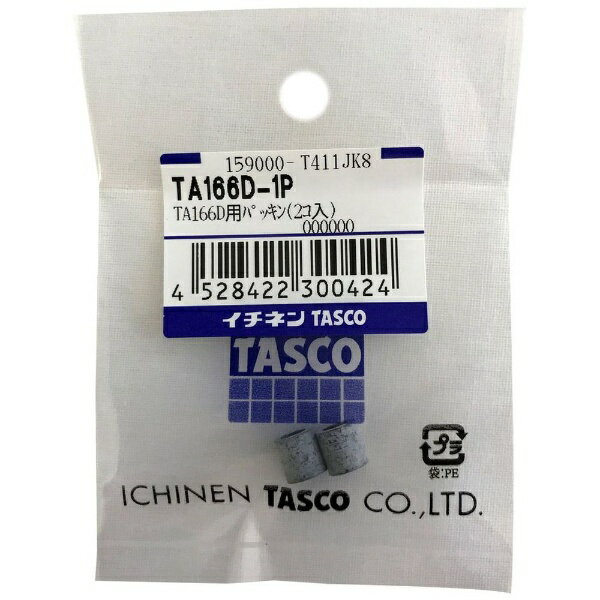 159000- T411JK8
TA166D-1P
TA166D用ﾊﾟｯｷﾝ(2ｺ入)
000000
4 528422 300424
イチネン TASCO
TASCO
プラ
袋:PE
ICHINEN TASCO CO.,LTD.